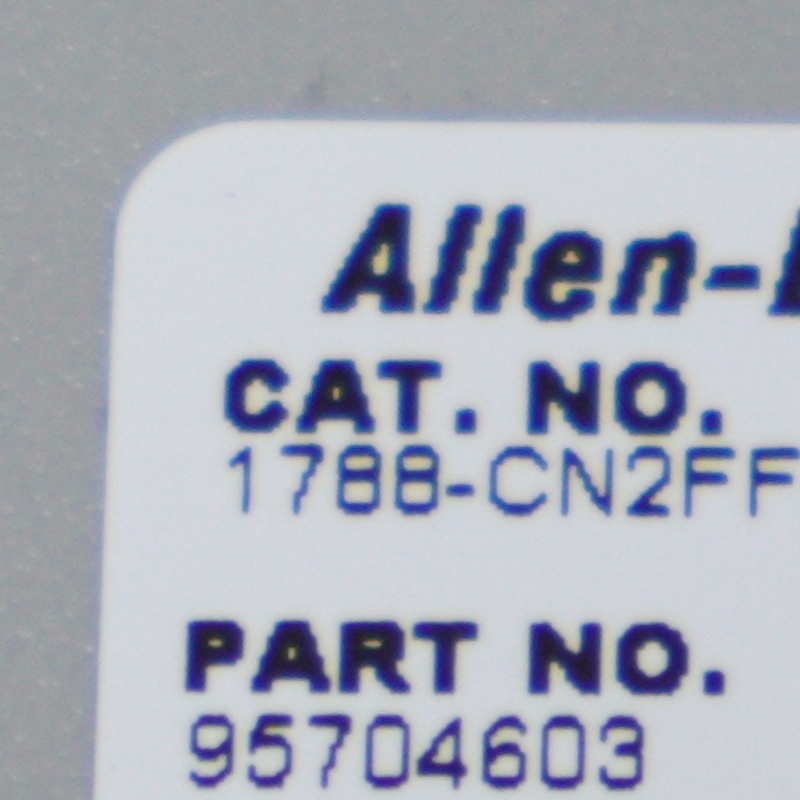 Allen-
CAT. NO.
1788-CN2FF
PART NO.
95704603